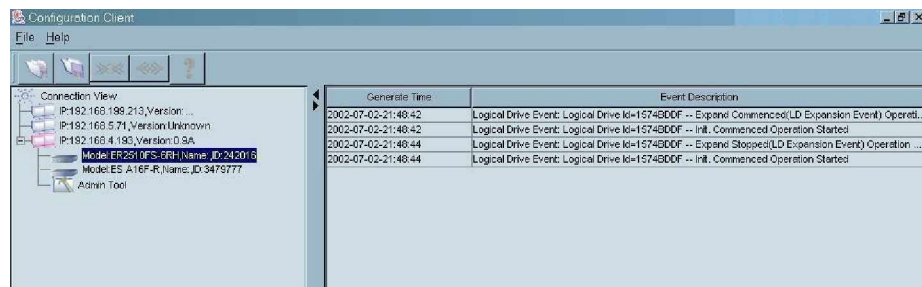 Configuration Client
File Help
?
Connection View
IP:192.168.199.213,Version: ...
IP:192.168.5.71,Version:Unknown
IP:192.168.4.193,Version:0.9A
Model:ER2510FS-6RH,Name: ,ID:242016
Model:ES A16F-R,Name: ,ID:3479777
Admin Tool
Generate Time Event Description
2002-07-02-21:48:42 Logical Drive Event: Logical Drive Id=1574BDDF -- Expand Commenced(LD Expansion Event) Operati...
2002-07-02-21:48:42 Logical Drive Event: Logical Drive Id=1574BDDF -- Init. Commenced Operation Started
2002-07-02-21:48:44 Logical Drive Event: Logical Drive Id=1574BDDF -- Expand Stopped(LD Expansion Event) Operation ...
2002-07-02-21:48:44 Logical Drive Event: Logical Drive Id=1574BDDF -- Init. Commenced Operation Started